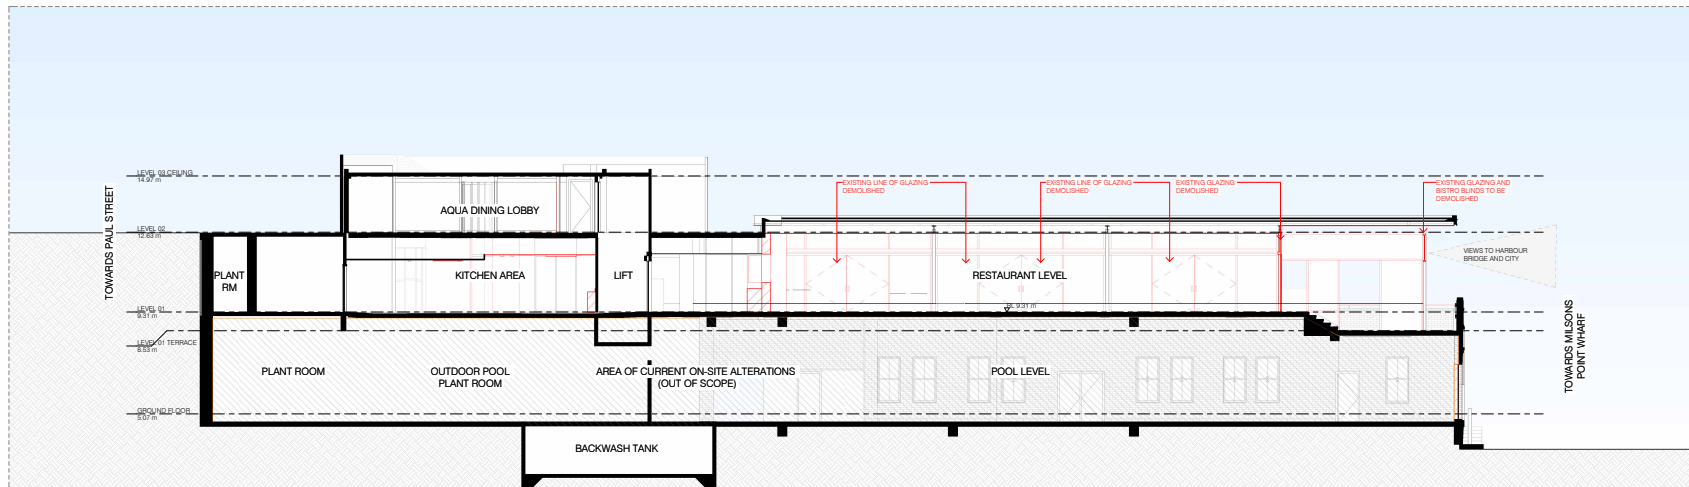 LEVEL 03 CEILING
14.97 m
EXISTING LINE OF GLAZING
DEMOLISHED
EXISTING LINE OF GLAZING
DEMOLISHED
EXISTING GLAZING
DEMOLISHED
EXISTING GLAZING AND
BISTRO BLINDS TO BE
DEMOLISHED
AQUA DINING LOBBY
LEVEL 02
12.63 m
TOWARDS PAUL STREET
VIEWS TO HARBOUR
BRIDGE AND CITY
PLANT
RM
KITCHEN AREA
LIFT
RESTAURANT LEVEL
LEVEL 01
9.31 m
RL 9.31 m
LEVEL 01 TERRACE
8.53 m
TOWARDS MILSONS
POINT WHARF
PLANT ROOM
OUTDOOR POOL
PLANT ROOM
AREA OF CURRENT ON-SITE ALTERATIONS
(OUT OF SCOPE)
POOL LEVEL
GROUND FLOOR
5.07 m
BACKWASH TANK